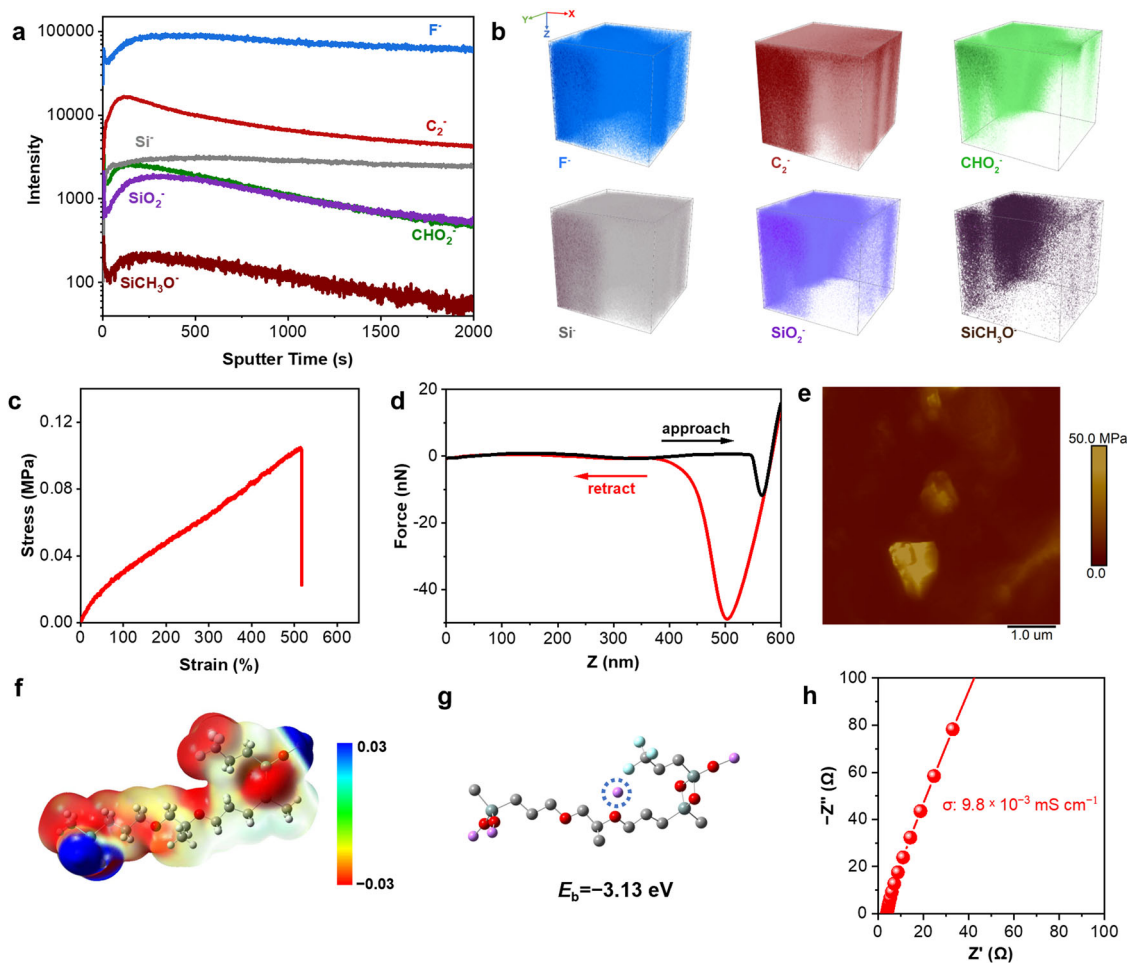 a
100000
10000
1000
100
Intensity
F⁻
C₂⁻
Si⁻
SiO₂⁻
CHO₂⁻
SiCH₃O⁻
0
500
1000
1500
2000
Sputter Time (s)
b
Y
X
Z
F⁻
C₂⁻
CHO₂⁻
Si⁻
SiO₂⁻
SiCH₃O⁻
c
0.12
0.08
0.04
0.00
Stress (MPa)
0 100 200 300 400 500 600
Strain (%)
d
20
0
-20
-40
Force (nN)
approach
retract
0 100 200 300 400 500 600
Z (nm)
e
50.0 MPa
0.0
1.0 um
f
0.03
−0.03
g
E_b=−3.13 eV
h
100
80
60
40
20
0
−Z'' (Ω)
σ: 9.8 × 10⁻³ mS cm⁻¹
0 20 40 60 80 100
Z' (Ω)